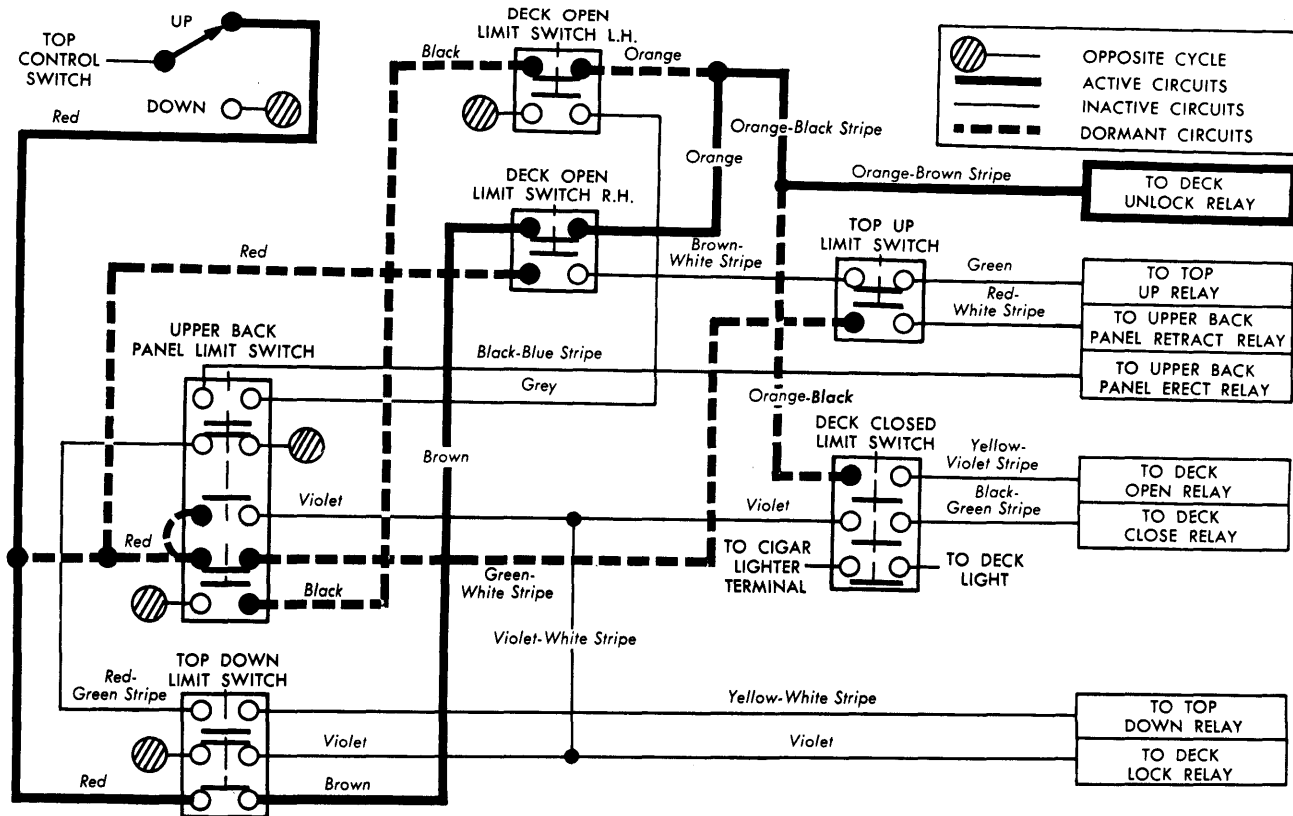 UP
TOP
CONTROL
SWITCH
DOWN
Red
DECK OPEN
LIMIT SWITCH L.H.
Black
Orange
OPPOSITE CYCLE
ACTIVE CIRCUITS
INACTIVE CIRCUITS
DORMANT CIRCUITS
Orange-Black Stripe
Orange
DECK OPEN
LIMIT SWITCH R.H.
Orange-Brown Stripe
TO DECK
UNLOCK RELAY
Red
Brown-
White Stripe
TOP UP
LIMIT SWITCH
Green
Red-
White Stripe
TO TOP
UP RELAY
TO UPPER BACK
PANEL RETRACT RELAY
TO UPPER BACK
PANEL ERECT RELAY
UPPER BACK
PANEL LIMIT SWITCH
Black-Blue Stripe
Grey
Orange-Black
DECK CLOSED
LIMIT SWITCH
Brown
Yellow-
Violet Stripe
Black-
Green Stripe
TO DECK
OPEN RELAY
TO DECK
CLOSE RELAY
Violet
Violet
Red
TO CIGAR
LIGHTER
TERMINAL
TO DECK
LIGHT
Green-
White Stripe
Black
Violet-White Stripe
TOP DOWN
LIMIT SWITCH
Red-
Green Stripe
Yellow-White Stripe
TO TOP
DOWN RELAY
Violet
Violet
TO DECK
LOCK RELAY
Red
Brown